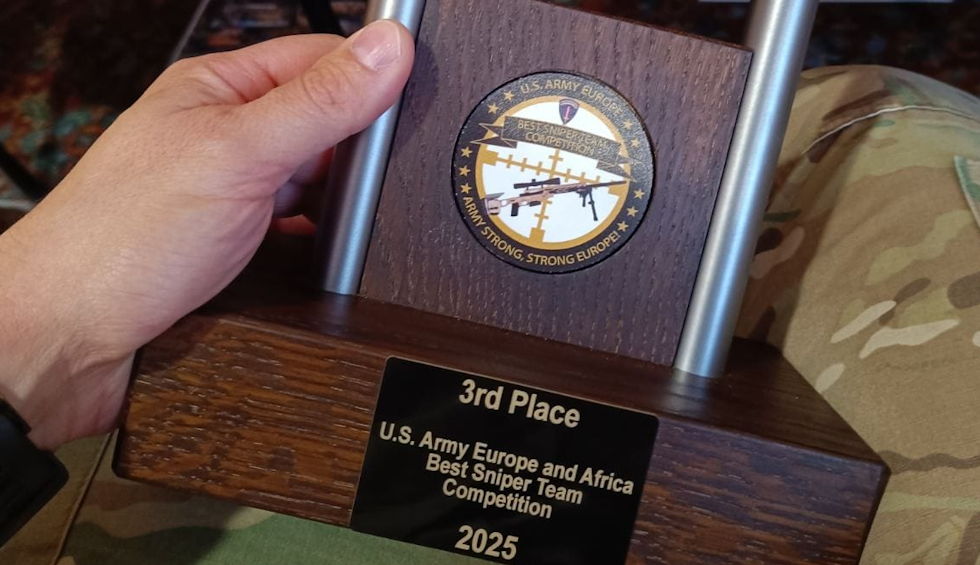 U.S. ARMY EUROPE
BEST SNIPER TEAM
COMPETITION
ARMY STRONG, STRONG EUROPE!
3rd Place
U.S. Army Europe and Africa
Best Sniper Team
Competition
2025